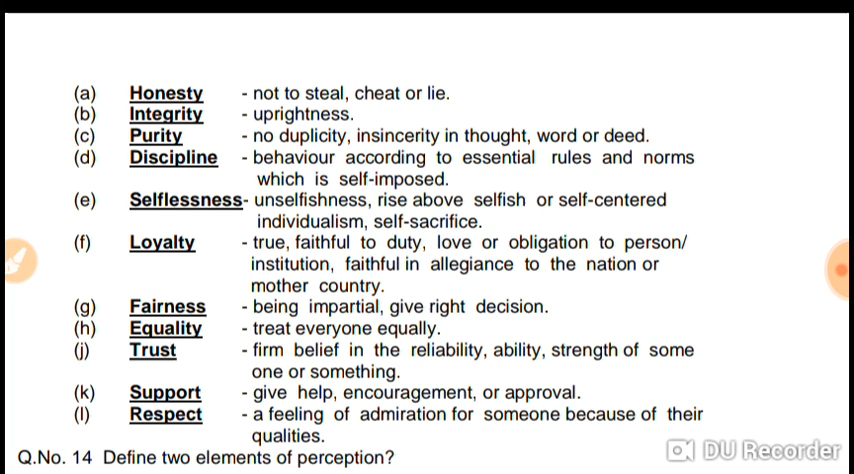 (a) Honesty - not to steal, cheat or lie.
(b) Integrity - uprightness.
(c) Purity - no duplicity, insincerity in thought, word or deed.
(d) Discipline - behaviour according to essential rules and norms
which is self-imposed.
(e) Selflessness- unselfishness, rise above selfish or self-centered
individualism, self-sacrifice.
(f) Loyalty - true, faithful to duty, love or obligation to person/
institution, faithful in allegiance to the nation or
mother country.
(g) Fairness - being impartial, give right decision.
(h) Equality - treat everyone equally.
(j) Trust - firm belief in the reliability, ability, strength of some
one or something.
(k) Support - give help, encouragement, or approval.
(l) Respect - a feeling of admiration for someone because of their
qualities.
Q.No. 14 Define two elements of perception?
DU Recorder